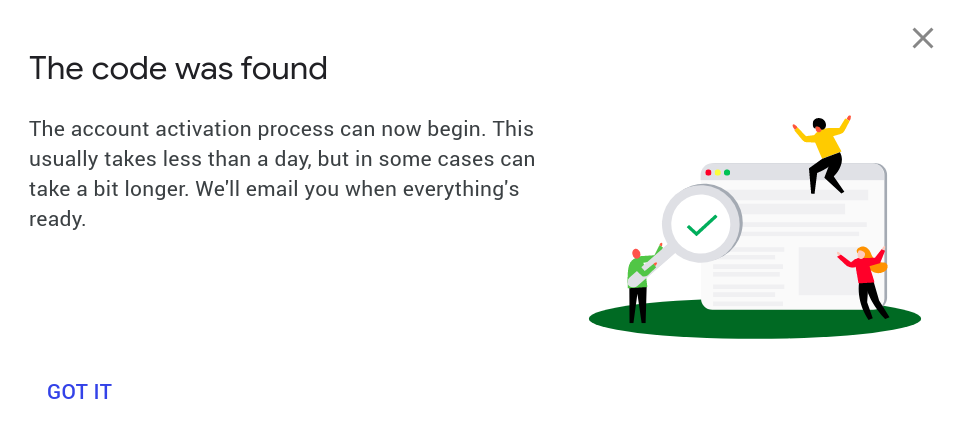 The code was found
The account activation process can now begin. This
usually takes less than a day, but in some cases can
take a bit longer. We'll email you when everything's
ready.
GOT IT